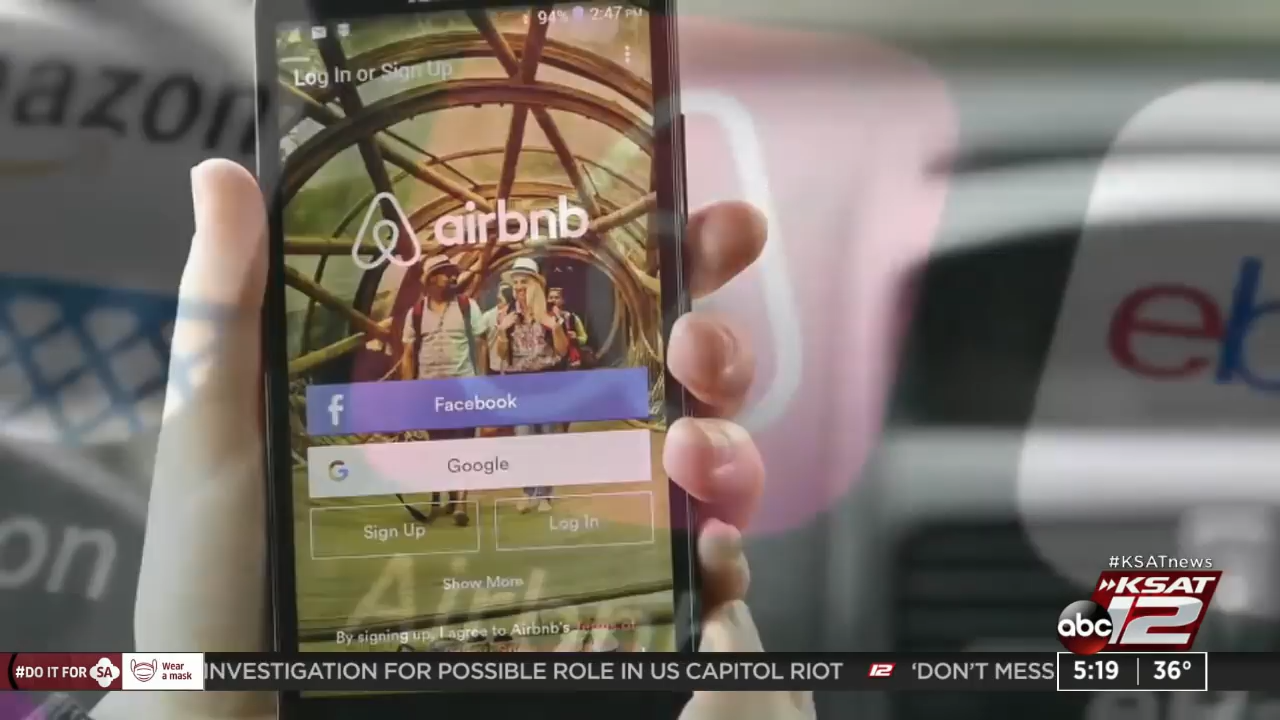 94% 2:47 PM
Log In or Sign Up
mazon
airbnb
Facebook
G Google
Sign Up
Log In
Show More
By signing up, I agree to Airbnb's
Airbnb
on
eb
#KSATnews
KSAT
abc 12
#DO IT FOR SA
Wear
a mask
INVESTIGATION FOR POSSIBLE ROLE IN US CAPITOL RIOT 12 ‘DON'T MESS
5:19 36°